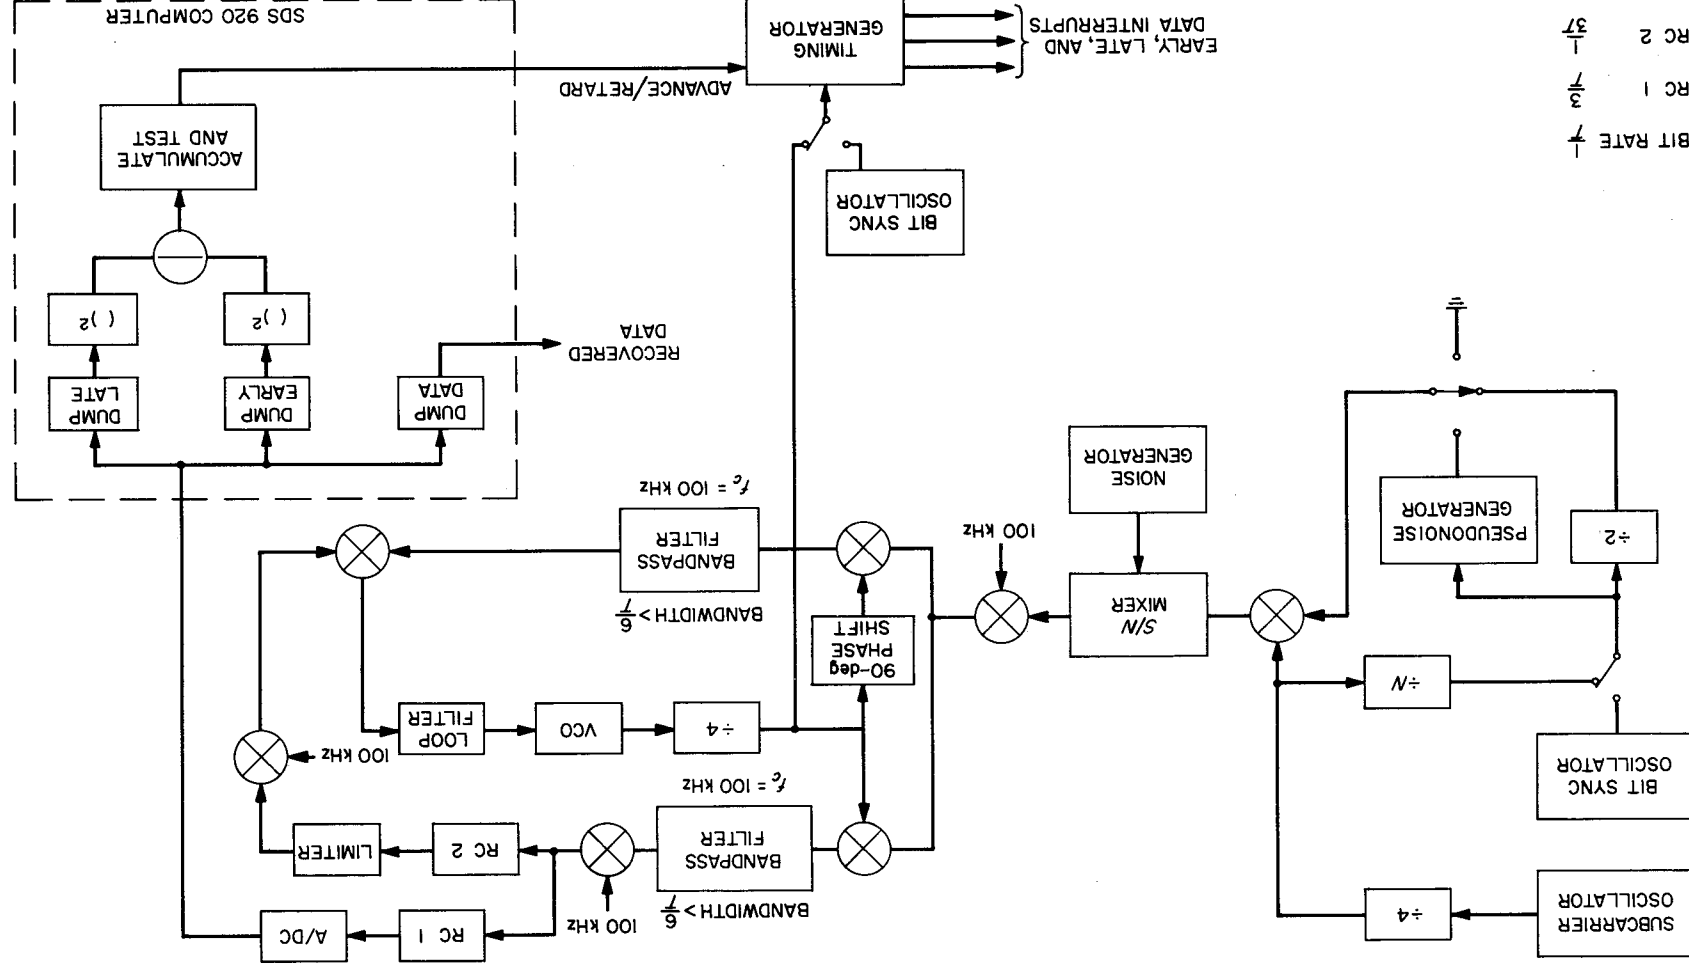 SUBCARRIER
OSCILLATOR
÷4
BIT SYNC
OSCILLATOR
÷N
÷2
PSEUDONOISE
GENERATOR
S/N
MIXER
NOISE
GENERATOR
100 kHz
BANDWIDTH > 6/T
BANDPASS
FILTER
f_c = 100 kHz
100 kHz
RC 1
A/DC
RC 2
LIMITER
100 kHz
÷4
VCO
LOOP
FILTER
90-deg
PHASE
SHIFT
BANDWIDTH > 6/T
BANDPASS
FILTER
f_c = 100 kHz
DUMP
DATA
DUMP
EARLY
DUMP
LATE
RECOVERED
DATA
( )²
( )²
BIT SYNC
OSCILLATOR
ACCUMULATE
AND TEST
BIT RATE 1/T
RC 1 3/T
RC 2 1/3T
ADVANCE/RETARD
TIMING
GENERATOR
EARLY, LATE, AND
DATA INTERRUPTS
SDS 920 COMPUTER